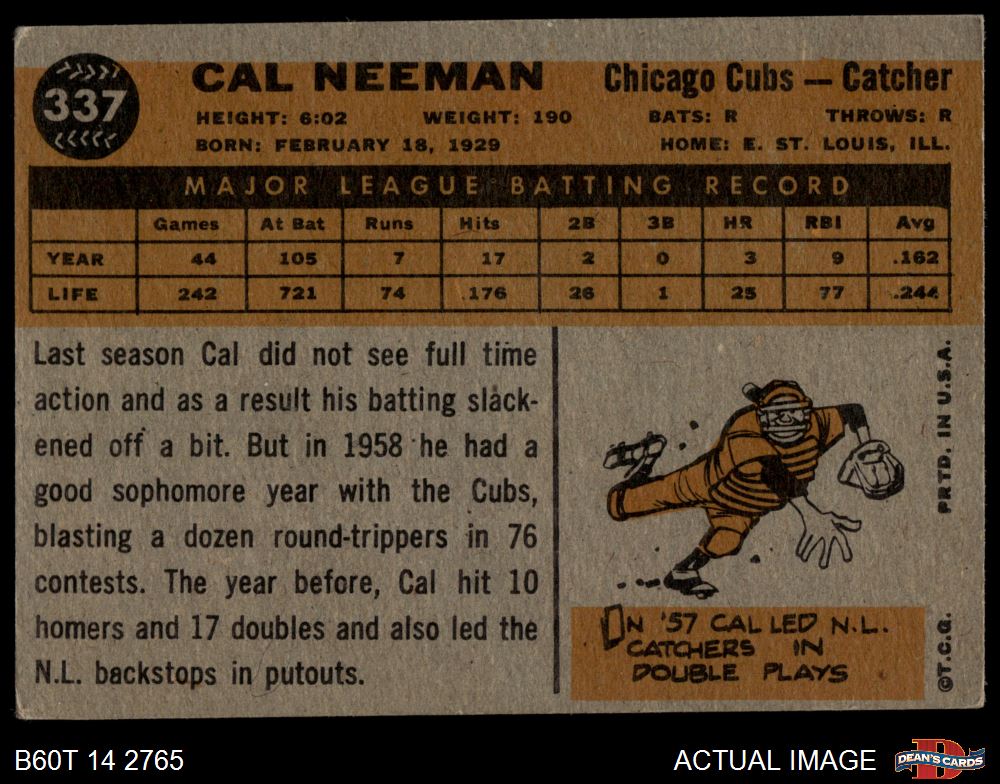 337
CAL NEEMAN
Chicago Cubs — Catcher
HEIGHT: 6:02 WEIGHT: 190 BATS: R THROWS: R
BORN: FEBRUARY 18, 1929 HOME: E. ST. LOUIS, ILL.
MAJOR LEAGUE BATTING RECORD
Games At Bat Runs Hits 2B 3B HR RBI Avg
YEAR 44 105 7 17 2 0 3 9 .162
LIFE 242 721 74 .176 26 1 25 77 .244
Last season Cal did not see full time
action and as a result his batting slack-
ened off a bit. But in 1958 he had a
good sophomore year with the Cubs,
blasting a dozen round-trippers in 76
contests. The year before, Cal hit 10
homers and 17 doubles and also led the
N.L. backstops in putouts.
IN '57 CAL LED N.L.
CATCHERS IN
DOUBLE PLAYS
PRTD. IN U.S.A.
©T.C.G.
B60T 14 2765
ACTUAL IMAGE
DEAN'S CARDS